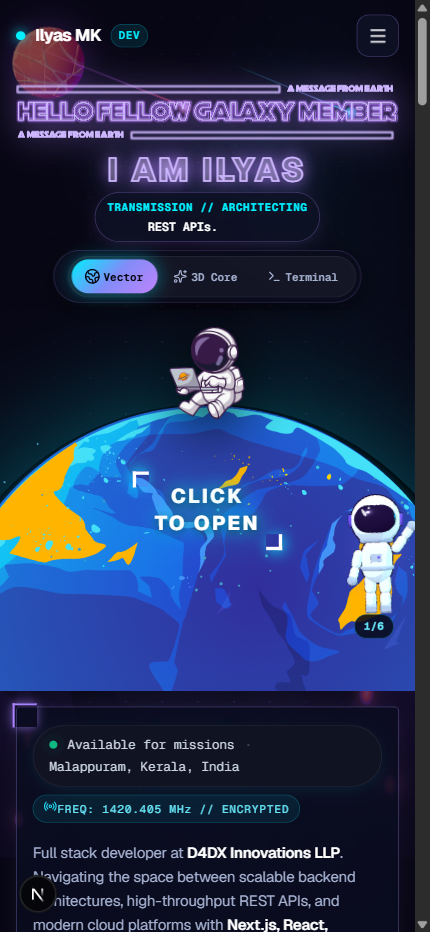 Ilyas MK DEV
A MESSAGE FROM EARTH
HELLO FELLOW GALAXY MEMBER
A MESSAGE FROM EARTH
I AM ILYAS
TRANSMISSION // ARCHITECTING
REST APIs.
Vector 3D Core Terminal
CLICK
TO OPEN
1/6
Available for missions ·
Malappuram, Kerala, India
FREQ: 1420.405 MHz // ENCRYPTED
Full stack developer at D4DX Innovations LLP.
Navigating the space between scalable backend
architectures, high-throughput REST APIs, and
N
modern cloud platforms with Next.js, React,